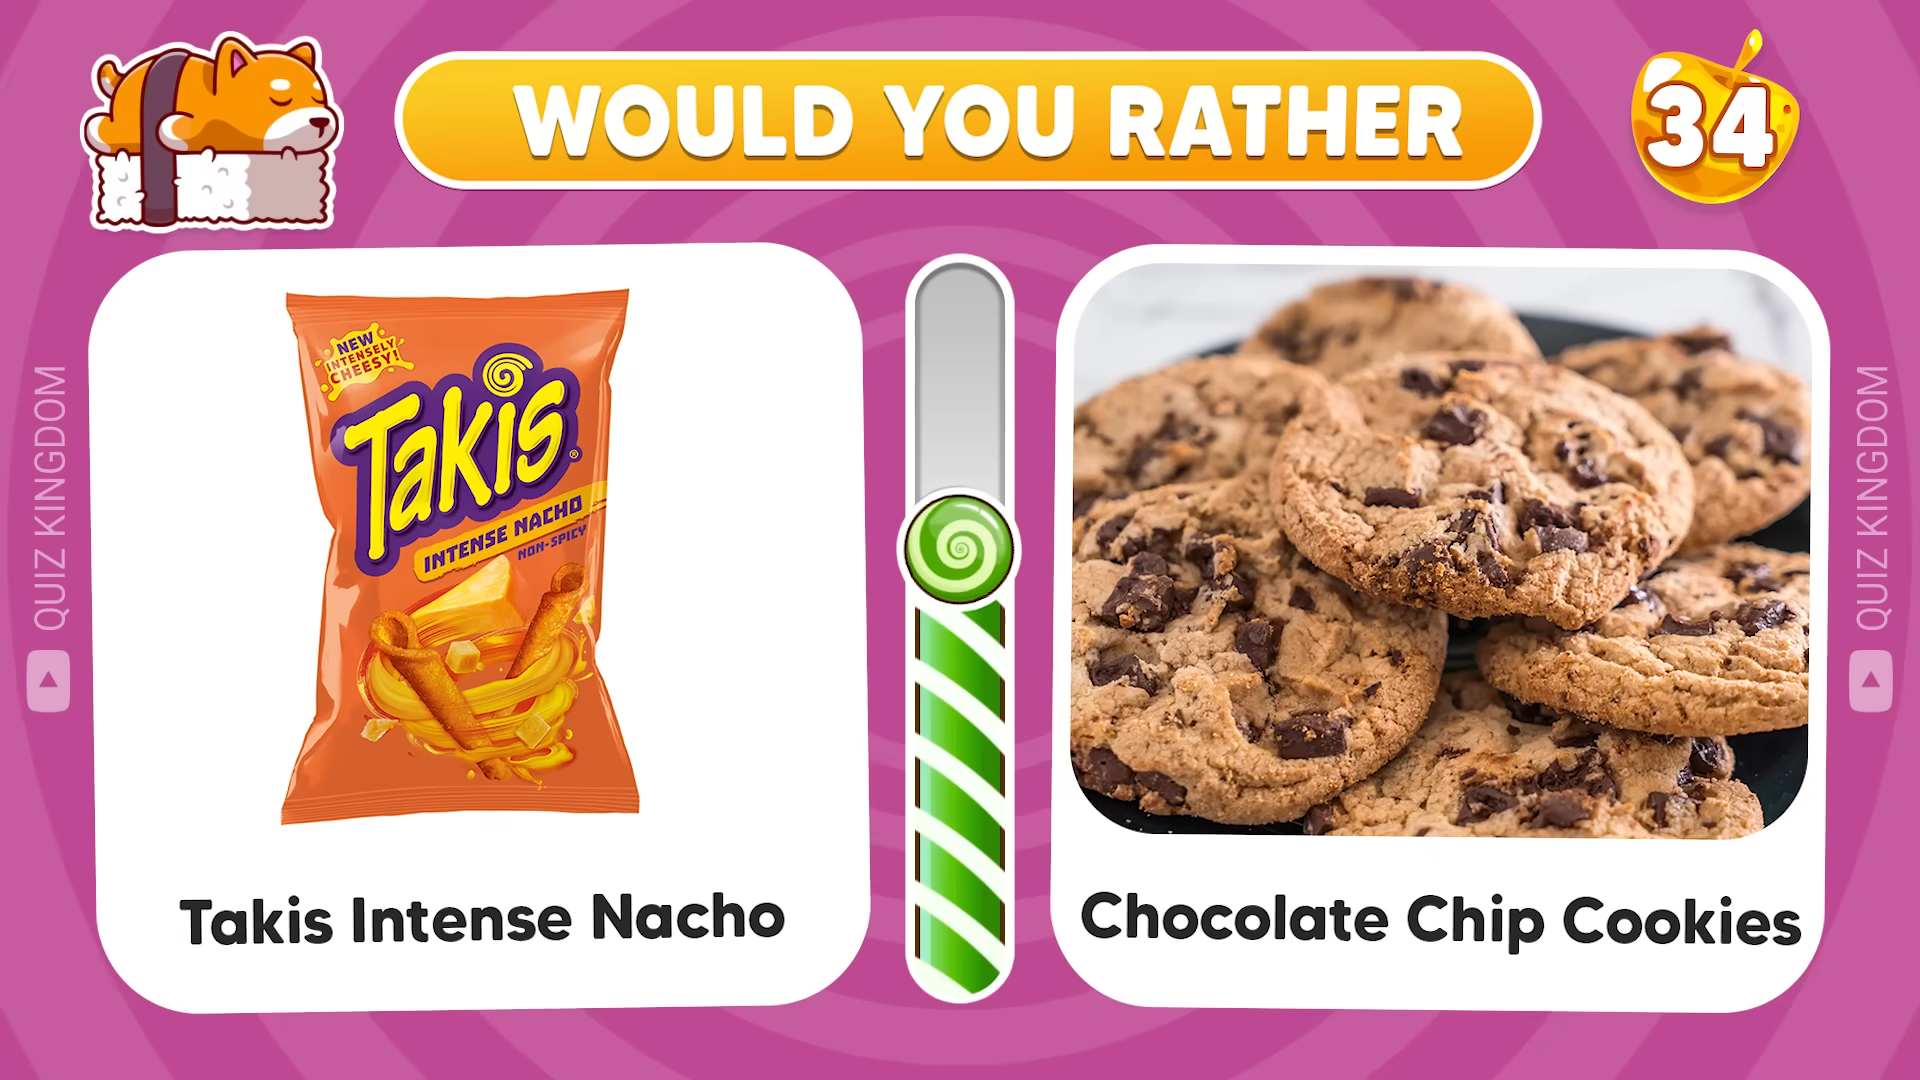 WOULD YOU RATHER
34
NEW
INTENSELY
CHEESY!
Takis
®
INTENSE NACHO
NON-SPICY
Takis Intense Nacho
Chocolate Chip Cookies
QUIZ KINGDOM
QUIZ KINGDOM